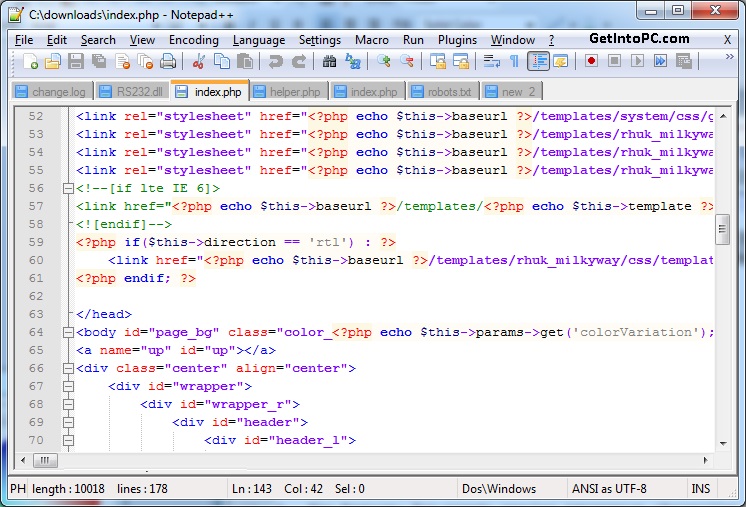 C:\downloads\index.php - Notepad++
File Edit Search View Encoding Language Settings Macro Run Plugins Window ? GetIntoPC.com X
change.log RS232.dll index.php helper.php index.php robots.txt new 2
52 <link rel="stylesheet" href="<?php echo $this->baseurl ?>/templates/system/css/g
53 <link rel="stylesheet" href="<?php echo $this->baseurl ?>/templates/rhuk_milkywa
54 <link rel="stylesheet" href="<?php echo $this->baseurl ?>/templates/rhuk_milkywa
55 <link rel="stylesheet" href="<?php echo $this->baseurl ?>/templates/rhuk_milkywa
56 <!--[if lte IE 6]>
57 <link href="<?php echo $this->baseurl ?>/templates/<?php echo $this->template ?>
58 <![endif]-->
59 <?php if($this->direction == 'rtl') : ?>
60 <link href="<?php echo $this->baseurl ?>/templates/rhuk_milkyway/css/templat
61 <?php endif; ?>
62
63 </head>
64 <body id="page_bg" class="color_<?php echo $this->params->get('colorVariation');
65 <a name="up" id="up"></a>
66 <div class="center" align="center">
67 <div id="wrapper">
68 <div id="wrapper_r">
69 <div id="header">
70 <div id="header_l">
PH length : 10018 lines : 178 Ln : 143 Col : 42 Sel : 0 Dos\Windows ANSI as UTF-8 INS